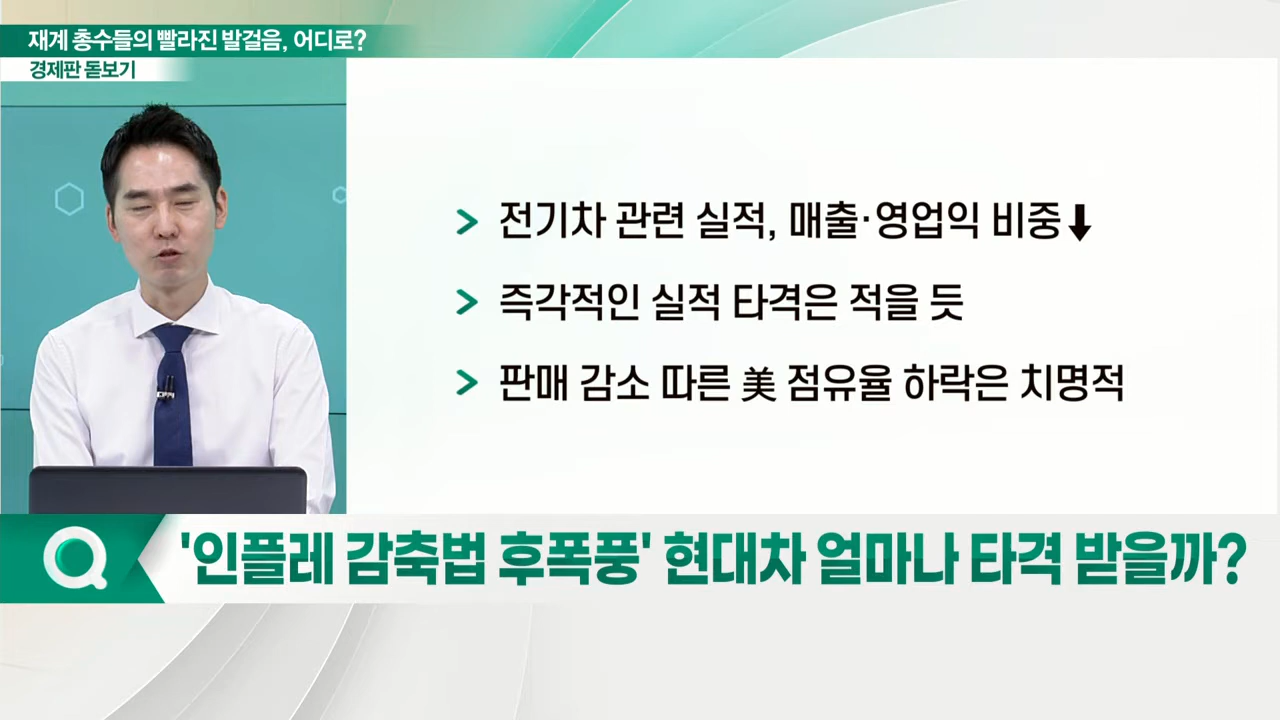 재계 총수들의 빨라진 발걸음, 어디로?
경제판 돋보기
> 전기차 관련 실적, 매출·영업익 비중⬇
> 즉각적인 실적 타격은 적을 듯
> 판매 감소 따른 美 점유율 하락은 치명적
Q '인플레 감축법 후폭풍' 현대차 얼마나 타격 받을까?